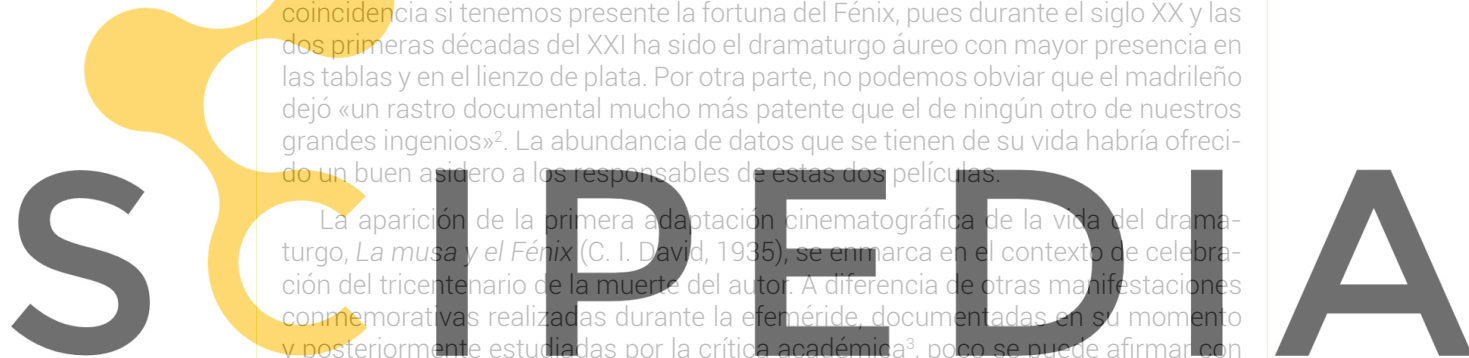 coincidencia si tenemos presente la fortuna del Fénix, pues durante el siglo XX y las
dos primeras décadas del XXI ha sido el dramaturgo áureo con mayor presencia en
las tablas y en el lienzo de plata. Por otra parte, no podemos obviar que el madrileño
dejó «un rastro documental mucho más patente que el de ningún otro de nuestros
grandes ingenios»². La abundancia de datos que se tienen de su vida habría ofreci-
do un buen asidero a los responsables de estas dos películas.
SCIPEDIA
La aparición de la primera adaptación cinematográfica de la vida del drama-
turgo, La musa y el Fénix (C. I. David, 1935), se enmarca en el contexto de celebra-
ción del tricentenario de la muerte del autor. A diferencia de otras manifestaciones
conmemorativas realizadas durante la efeméride, documentadas en su momento
y posteriormente estudiadas por la crítica académica³, poco se puede afirmar con